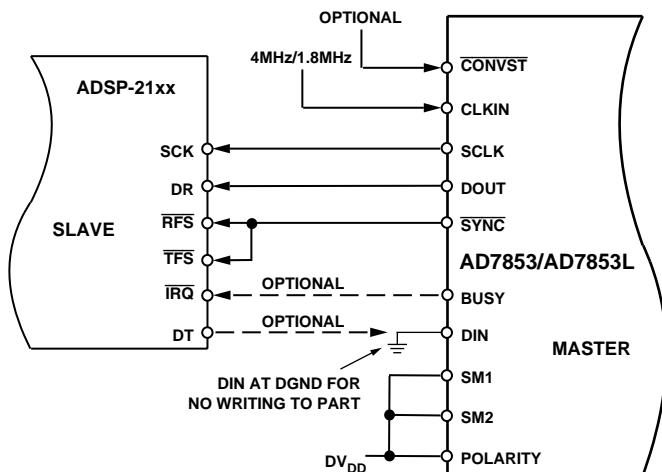 OPTIONAL
4MHz/1.8MHz
CONVST
ADSP-21xx
CLKIN
SCK
SCLK
DR
DOUT
RFS
SYNC
SLAVE
TFS
AD7853/AD7853L
IRQ
OPTIONAL
BUSY
DT
OPTIONAL
DIN
MASTER
DIN AT DGND FOR
NO WRITING TO PART
SM1
SM2
DVDD
POLARITY